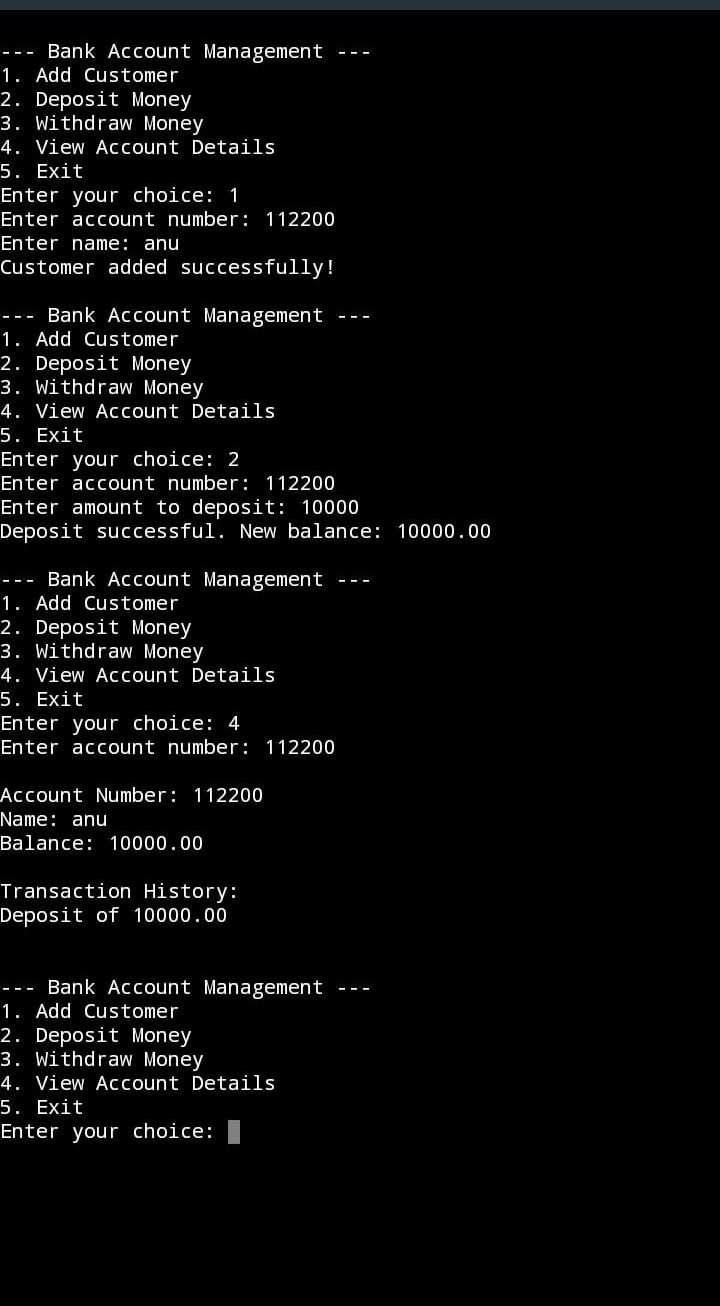 --- Bank Account Management ---
1. Add Customer
2. Deposit Money
3. Withdraw Money
4. View Account Details
5. Exit
Enter your choice: 1
Enter account number: 112200
Enter name: anu
Customer added successfully!
--- Bank Account Management ---
1. Add Customer
2. Deposit Money
3. Withdraw Money
4. View Account Details
5. Exit
Enter your choice: 2
Enter account number: 112200
Enter amount to deposit: 10000
Deposit successful. New balance: 10000.00
--- Bank Account Management ---
1. Add Customer
2. Deposit Money
3. Withdraw Money
4. View Account Details
5. Exit
Enter your choice: 4
Enter account number: 112200
Account Number: 112200
Name: anu
Balance: 10000.00
Transaction History:
Deposit of 10000.00
--- Bank Account Management ---
1. Add Customer
2. Deposit Money
3. Withdraw Money
4. View Account Details
5. Exit
Enter your choice: